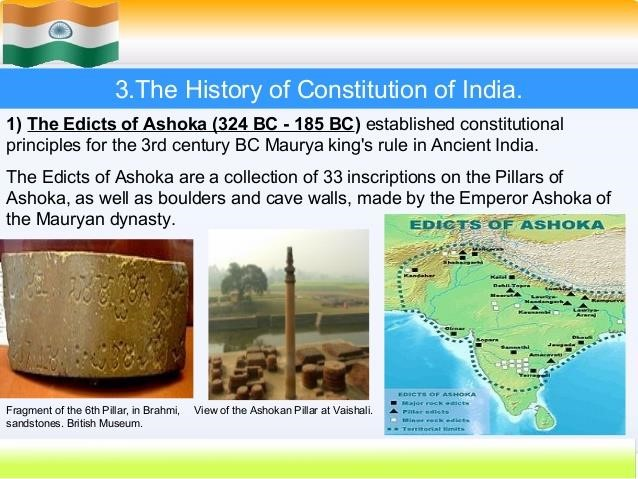 3.The History of Constitution of India.
1) The Edicts of Ashoka (324 BC - 185 BC) established constitutional
principles for the 3rd century BC Maurya king's rule in Ancient India.
The Edicts of Ashoka are a collection of 33 inscriptions on the Pillars of
Ashoka, as well as boulders and cave walls, made by the Emperor Ashoka of
the Mauryan dynasty.
EDICTS OF ASHOKA
Mansehrah
Shabazgarhi
Kandahar
Kalsi
Dehli-Topra
Meerut
Lauriya-
Nandangarh
Rampurva
Kausambi
Lauriya-
Araraj
Girnar
Sopara
Sannathi
Dhauli
Jaugada
Amaravati
Yerragudi
EDICTS OF ASHOKA
Major rock edicts
Pillar edicts
Minor rock edicts
Territorial limits
Fragment of the 6th Pillar, in Brahmi,
sandstones. British Museum.
View of the Ashokan Pillar at Vaishali.